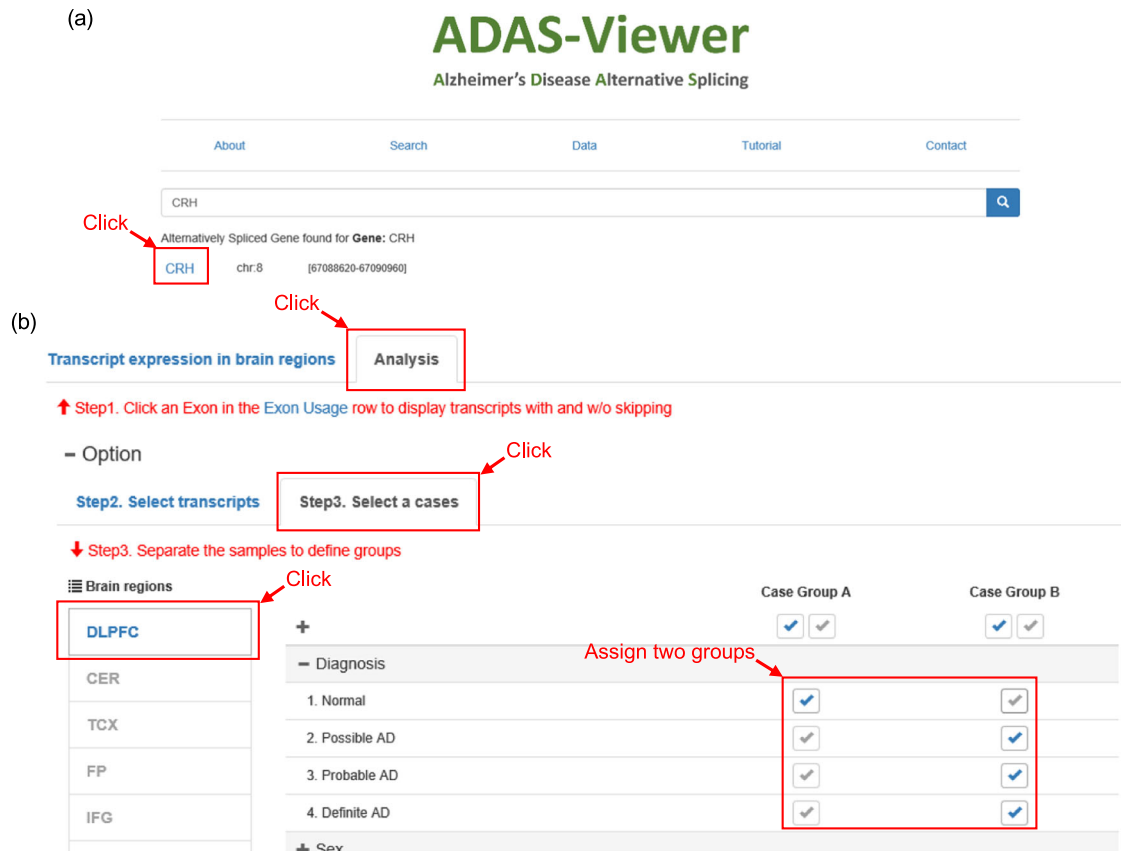 (a)
ADAS-Viewer
Alzheimer's Disease Alternative Splicing
About Search Data Tutorial Contact
CRH
Click
Alternatively Spliced Gene found for Gene: CRH
CRH chr:8 [67088620-67090960]
Click
(b)
Transcript expression in brain regions Analysis
Step1. Click an Exon in the Exon Usage row to display transcripts with and w/o skipping
Option
Click
Step2. Select transcripts Step3. Select a cases
Step3. Separate the samples to define groups
Brain regions
Click
Case Group A Case Group B
DLPFC
Assign two groups
Diagnosis
CER
1. Normal
TCX
2. Possible AD
FP
3. Probable AD
IFG
4. Definite AD
Sex